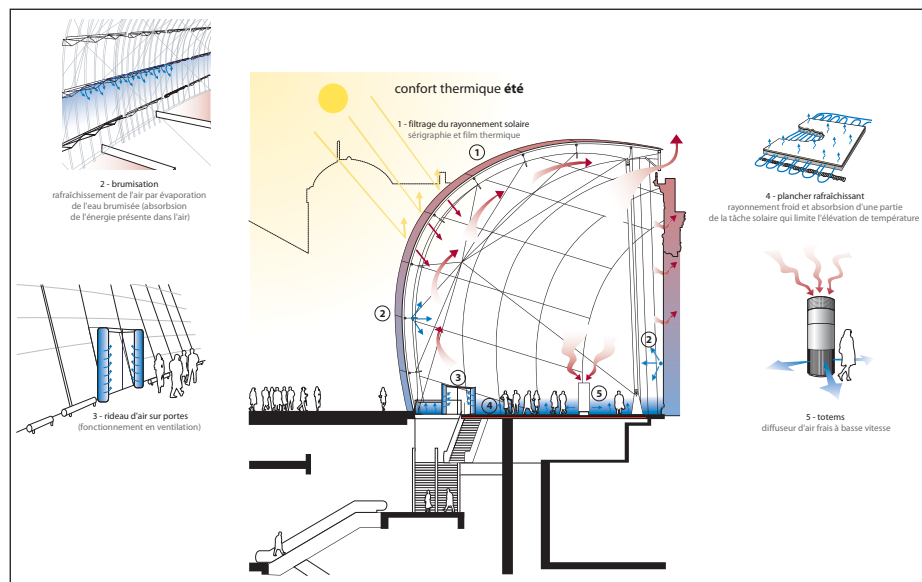 confort thermique été
1 - filtrage du rayonnement solaire
sérigraphie et film thermique
2 - brumisation
rafraîchissement de l'air par évaporation
de l'eau brumisée (absorbsion
de l'énergie présente dans l'air)
3 - rideau d'air sur portes
(fonctionnement en ventilation)
4 - plancher rafraichissant
rayonnement froid et absorbsion d'une partie
de la tâche solaire qui limite l'élévation de température
5 - totems
diffuseur d'air frais à basse vitesse
1
2
3
4
5
2